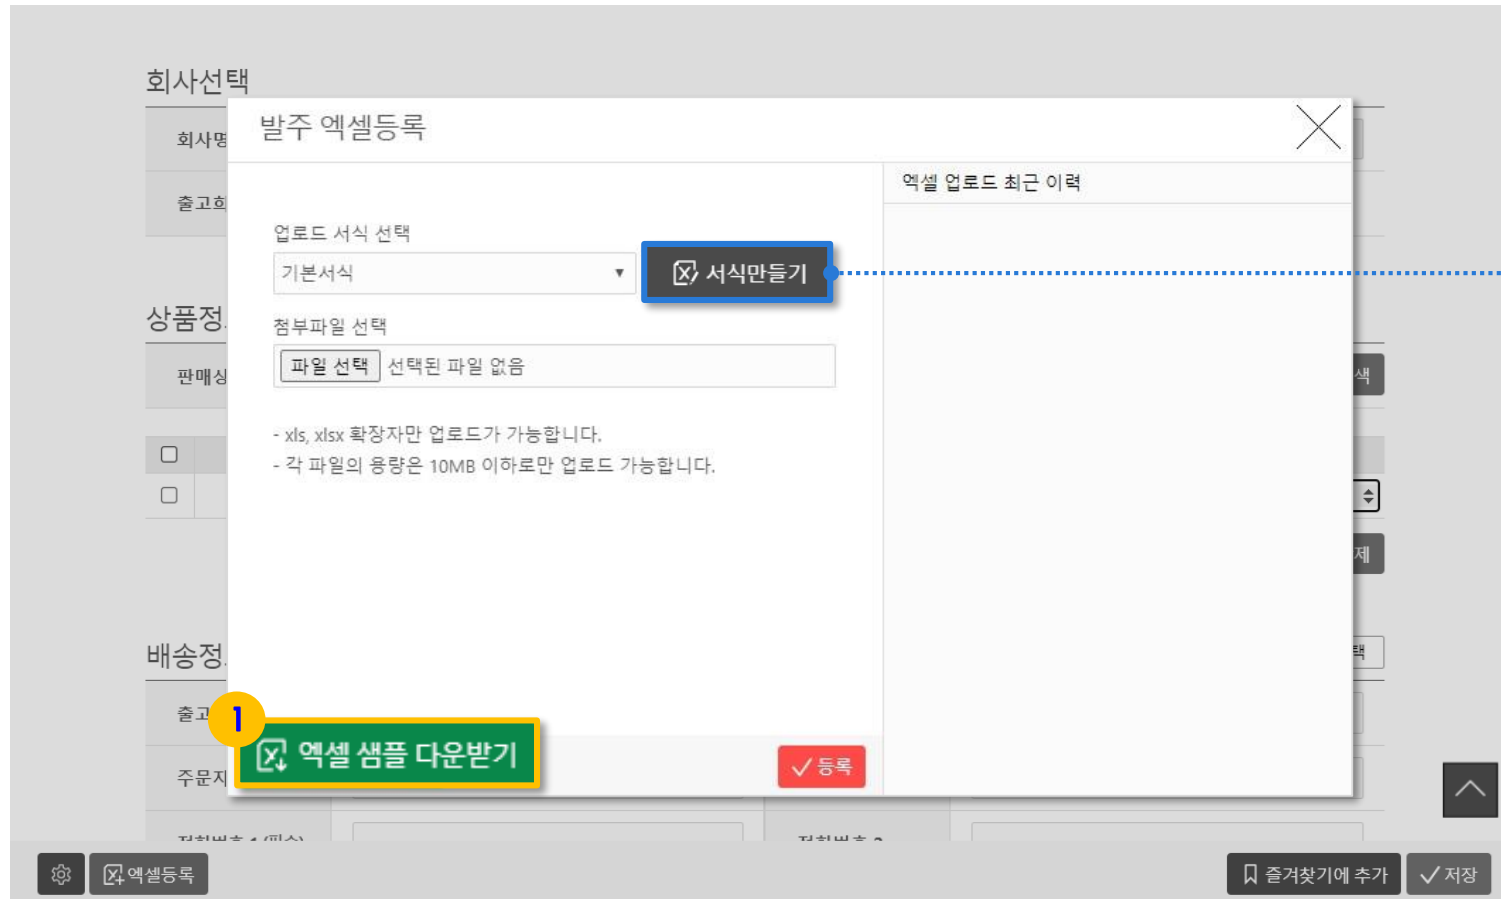 회사선택
발주 엑셀등록
회사명
엑셀 업로드 최근 이력
출고희
업로드 서식 선택
기본서식
서식만들기
상품정
첨부파일 선택
파일 선택 선택된 파일 없음
판매상
색
- xls, xlsx 확장자만 업로드가 가능합니다.
- 각 파일의 용량은 10MB 이하로만 업로드 가능합니다.
제
배송정
택
출고
1
엑셀 샘플 다운받기
등록
주문자
엑셀등록
즐겨찾기에 추가
저장